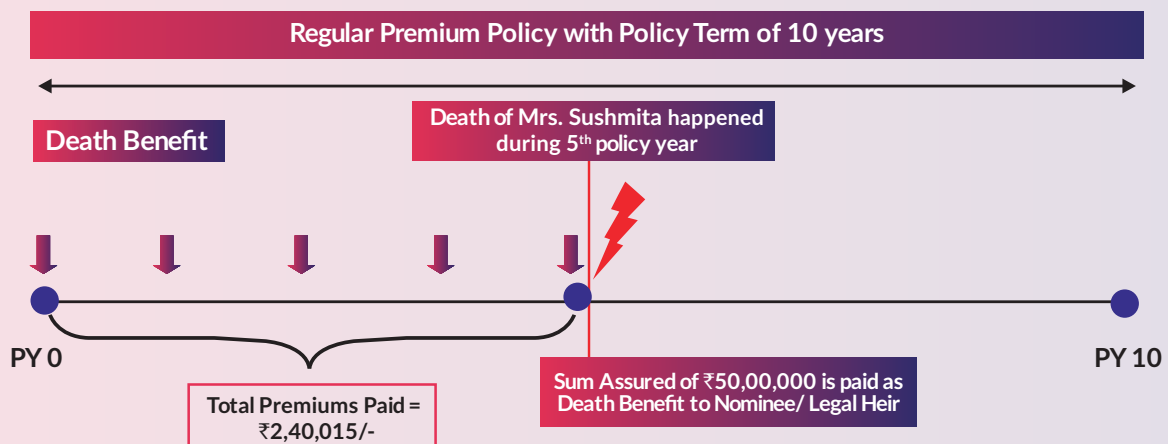 Regular Premium Policy with Policy Term of 10 years
Death of Mrs. Sushmita happened
during 5th policy year
Death Benefit
PY 0
PY 10
Total Premiums Paid =
₹2,40,015/-
Sum Assured of ₹50,00,000 is paid as
Death Benefit to Nominee/ Legal Heir